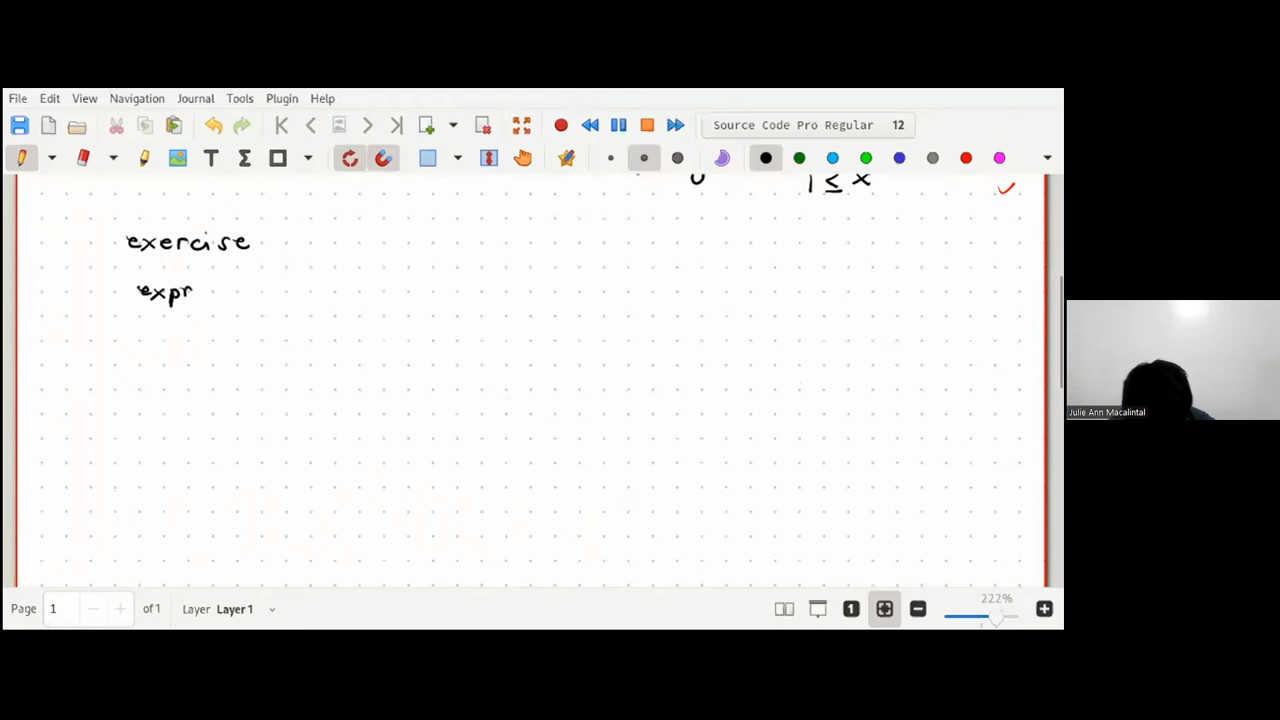 File Edit View Navigation Journal Tools Plugin Help
Source Code Pro Regular 12
1 ≤ x
exercise
expr
Julie Ann Macalintal
Page 1 of 1 Layer Layer 1 1 222%